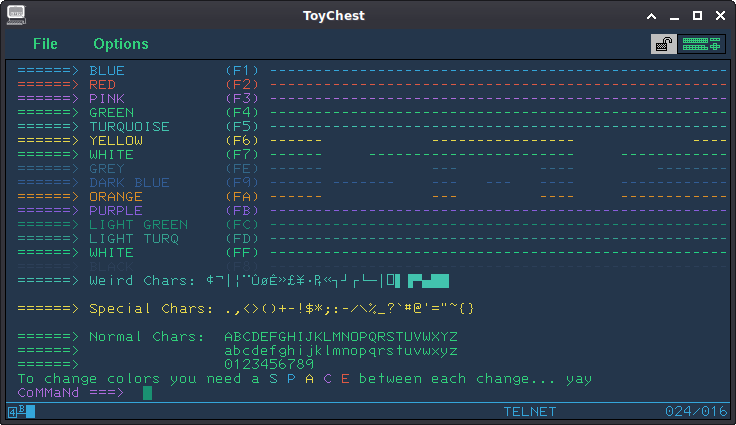 ToyChest
File Options
======> BLUE (F1) ---------------------------------------------------
======> RED (F2) ---------------------------------------------------
======> PINK (F3) ---------------------------------------------------
======> GREEN (F4) ---------------------------------------------------
======> TURQUOISE (F5) ---------------------------------------------------
======> YELLOW (F6) ------ ---------------- ----
======> WHITE (F7) ------ ---------------- ------------
======> GREY (FE) ------------------ --- ------------
======> DARK BLUE (F9) ----- ------- ---- --- --- ------------
======> ORANGE (FA) ------------------ --- ---- ------------
======> PURPLE (FB) ---------------------------------------------------
======> LIGHT GREEN (FC) ---------------------------------------------------
======> LIGHT TURQ (FD) ---------------------------------------------------
======> WHITE (FF) ---------------------------------------------------
======> Weird Chars:
======> Special Chars: .,<>()+-!$*;:-/\%_?`#@'="~{}
======> Normal Chars: ABCDEFGHIJKLMNOPQRSTUVWXYZ
======> abcdefghijklmnopqrstuvwxyz
======> 0123456789
To change colors you need a S P A C E between each change... yay
CoMMaNd ===>
4 B TELNET 024/016